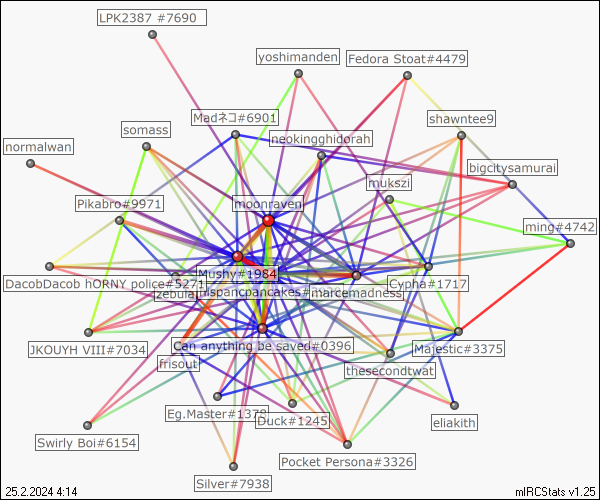 LPK2387 #7690
yoshimanden
Fedora Stoat#4479
Madネコ#6901
shawntee9
somass
neokingghidorah
normalwan
bigcitysamurai
mukszi
Pikabro#9971
moonraven
ming#4742
Mushy#1984
DacobDacob hORNY police#5271
Cypha#1717
zebula
hispanicpancakes
marcemadness
JKOUYH VIII#7034
Can anything be saved#0396
Majestic#3375
frisout
thesecondtwat
Eg.Master#1378
Duck#1245
eliakith
Swirly Boi#6154
Pocket Persona#3326
Silver#7938
25.2.2024 4:14
mIRCStats v1.25